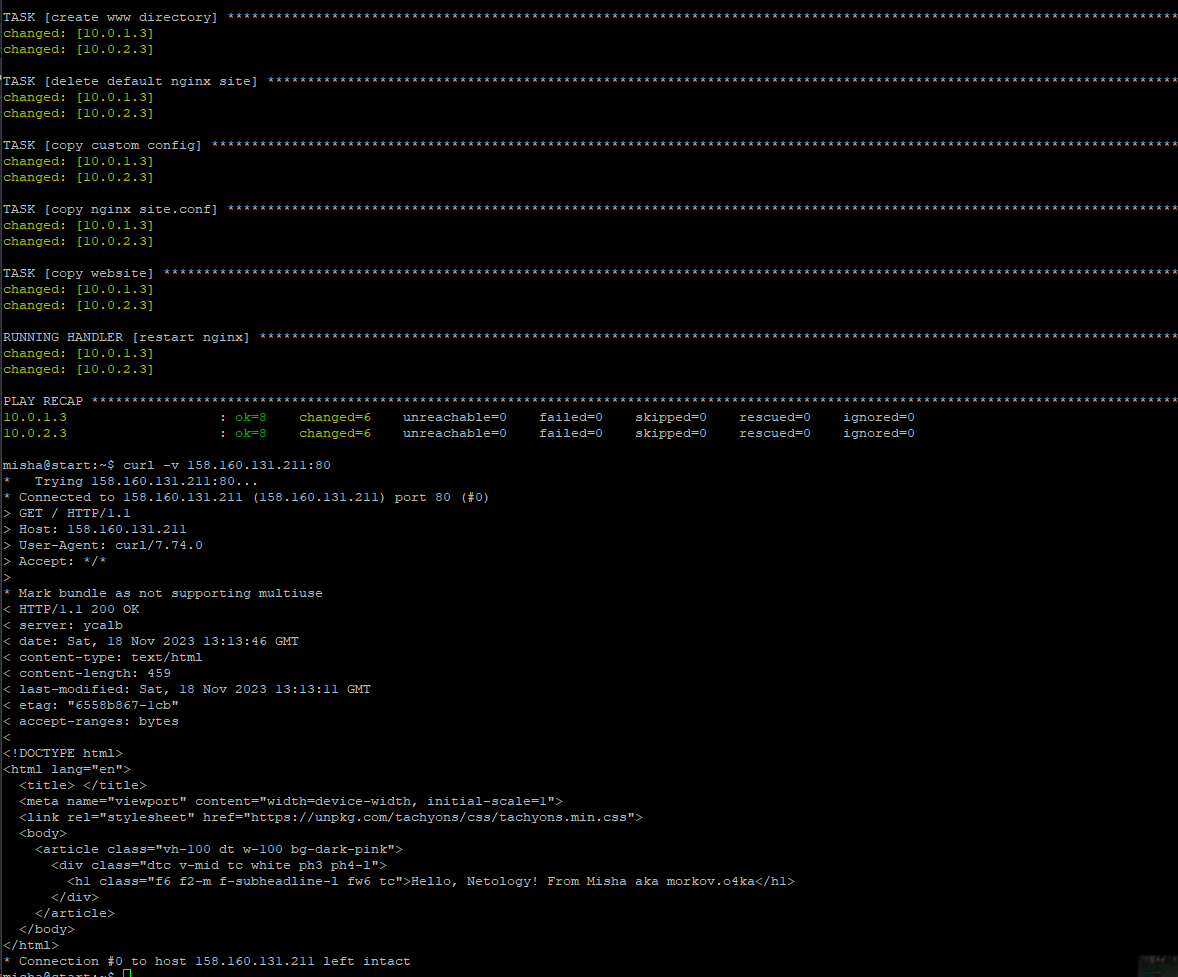 TASK [create www directory] ***********************************************************************************************************************
changed: [10.0.1.3]
changed: [10.0.2.3]
TASK [delete default nginx site] ******************************************************************************************************************
changed: [10.0.1.3]
changed: [10.0.2.3]
TASK [copy custom config] *************************************************************************************************************************
changed: [10.0.1.3]
changed: [10.0.2.3]
TASK [copy nginx site.conf] ***********************************************************************************************************************
changed: [10.0.1.3]
changed: [10.0.2.3]
TASK [copy website] *******************************************************************************************************************************
changed: [10.0.1.3]
changed: [10.0.2.3]
RUNNING HANDLER [restart nginx] *******************************************************************************************************************
changed: [10.0.1.3]
changed: [10.0.2.3]
PLAY RECAP ****************************************************************************************************************************************
10.0.1.3                   : ok=8    changed=6    unreachable=0    failed=0    skipped=0    rescued=0    ignored=0
10.0.2.3                   : ok=8    changed=6    unreachable=0    failed=0    skipped=0    rescued=0    ignored=0
misha@start:~$ curl -v 158.160.131.211:80
*   Trying 158.160.131.211:80...
* Connected to 158.160.131.211 (158.160.131.211) port 80 (#0)
> GET / HTTP/1.1
> Host: 158.160.131.211
> User-Agent: curl/7.74.0
> Accept: */*
>
* Mark bundle as not supporting multiuse
< HTTP/1.1 200 OK
< server: ycalb
< date: Sat, 18 Nov 2023 13:13:46 GMT
< content-type: text/html
< content-length: 459
< last-modified: Sat, 18 Nov 2023 13:13:11 GMT
< etag: "6558b867-1cb"
< accept-ranges: bytes
<
<!DOCTYPE html>
<html lang="en">
  <title> </title>
  <meta name="viewport" content="width=device-width, initial-scale=1">
  <link rel="stylesheet" href="https://unpkg.com/tachyons/css/tachyons.min.css">
  <body>
    <article class="vh-100 dt w-100 bg-dark-pink">
      <div class="dtc v-mid tc white ph3 ph4-l">
        <h1 class="f6 f2-m f-subheadline-l fw6 tc">Hello, Netology! From Misha aka morkov.o4ka</h1>
      </div>
    </article>
  </body>
</html>
* Connection #0 to host 158.160.131.211 left intact
misha@start:~$